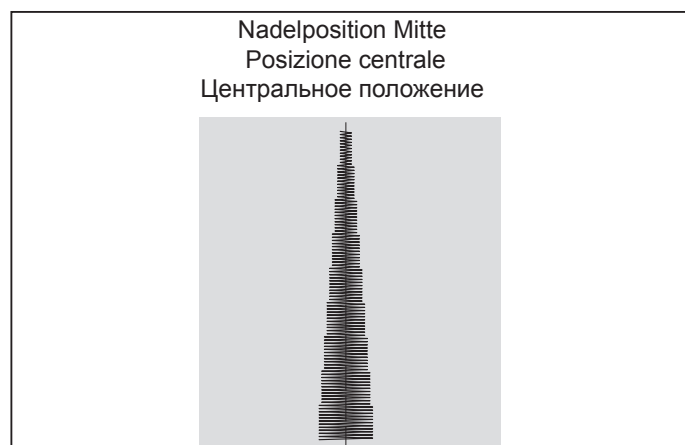 Nadelposition Mitte
Posizione centrale
Центральное положение